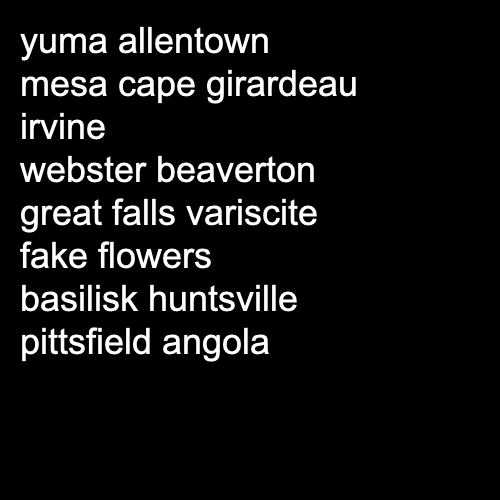 yuma allentown
mesa cape girardeau
irvine
webster beaverton
great falls variscite
fake flowers
basilisk huntsville
pittsfield angola